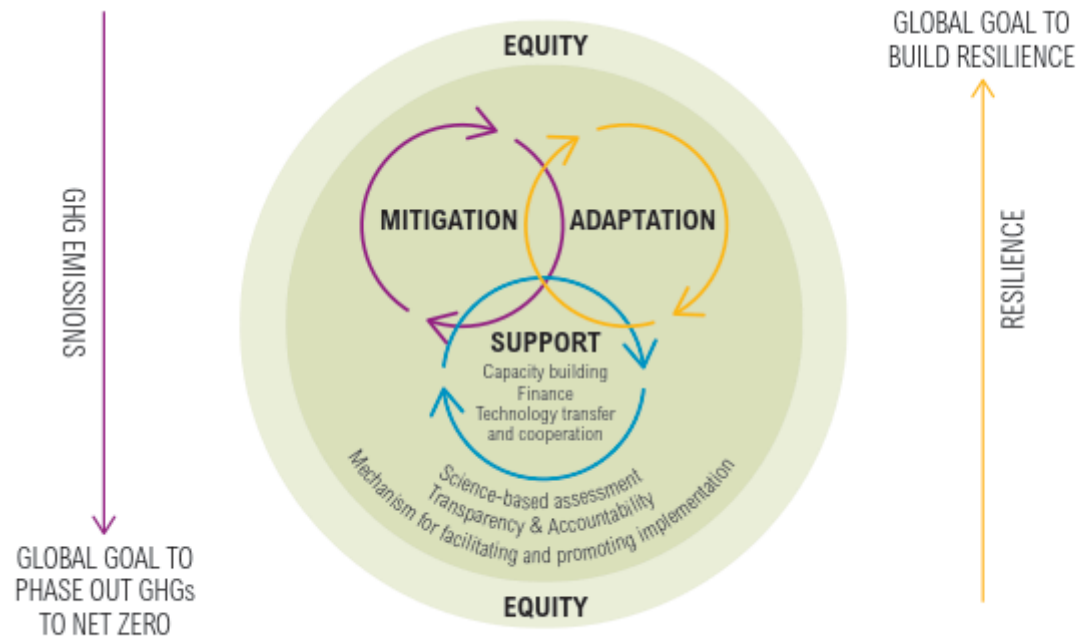 EQUITY
GLOBAL GOAL TO
BUILD RESILIENCE
GHG EMISSIONS
MITIGATION
ADAPTATION
RESILIENCE
SUPPORT
Capacity building
Finance
Technology transfer
and cooperation
Science-based assessment
Transparency & Accountability
Mechanism for facilitating and promoting implementation
GLOBAL GOAL TO
PHASE OUT GHGs
TO NET ZERO
EQUITY